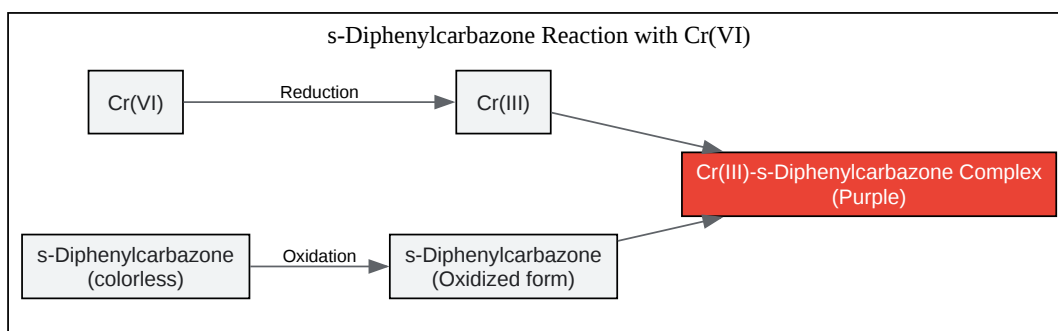 s-Diphenylcarbazone Reaction with Cr(VI)
Cr(VI)
Reduction
Cr(III)
Cr(III)-s-Diphenylcarbazone Complex
(Purple)
s-Diphenylcarbazone
(colorless)
Oxidation
s-Diphenylcarbazone
(Oxidized form)